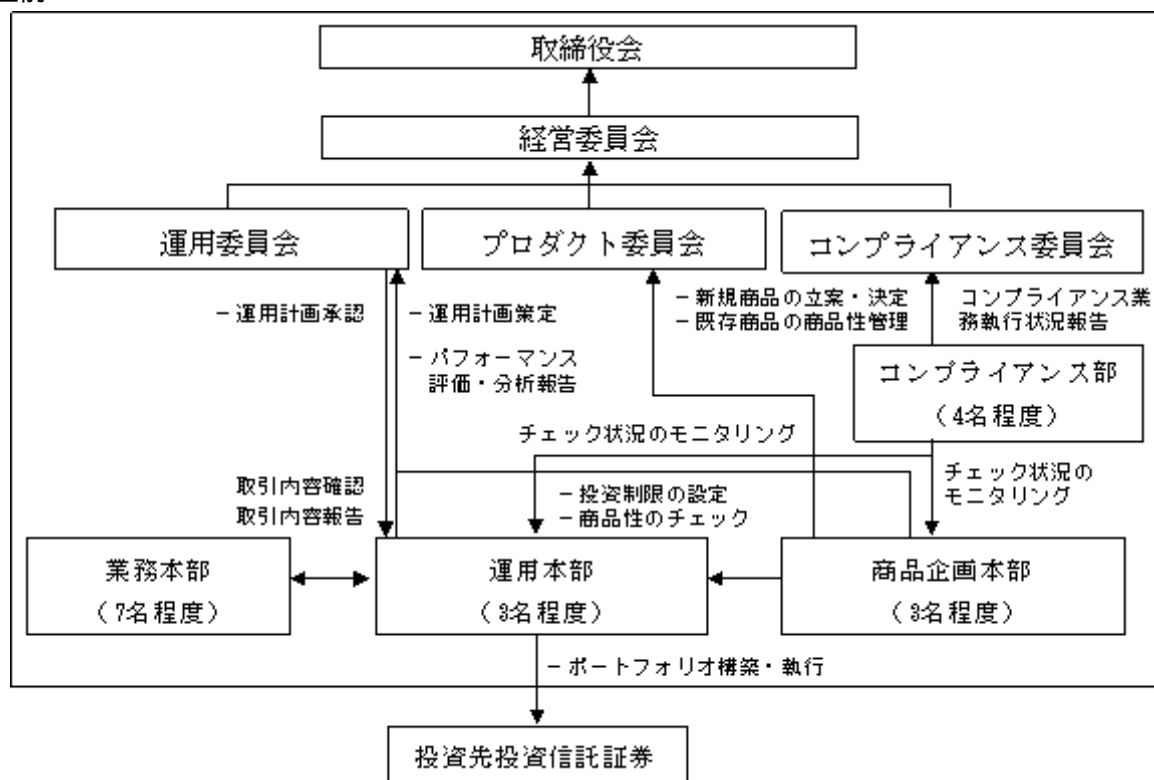 取締役会
経営委員会
運用委員会
プロダクト委員会
コンプライアンス委員会
－運用計画承認
－運用計画策定
－パフォーマンス
評価・分析報告
－新規商品の立案・決定
－既存商品の商品性管理
コンプライアンス業
務執行状況報告
コンプライアンス部
（4名程度）
チェック状況のモニタリング
チェック状況の
モニタリング
取引内容確認
取引内容報告
－投資制限の設定
－商品性のチェック
業務本部
（7名程度）
運用本部
（3名程度）
商品企画本部
（3名程度）
－ポートフォリオ構築・執行
投資先投資信託証券